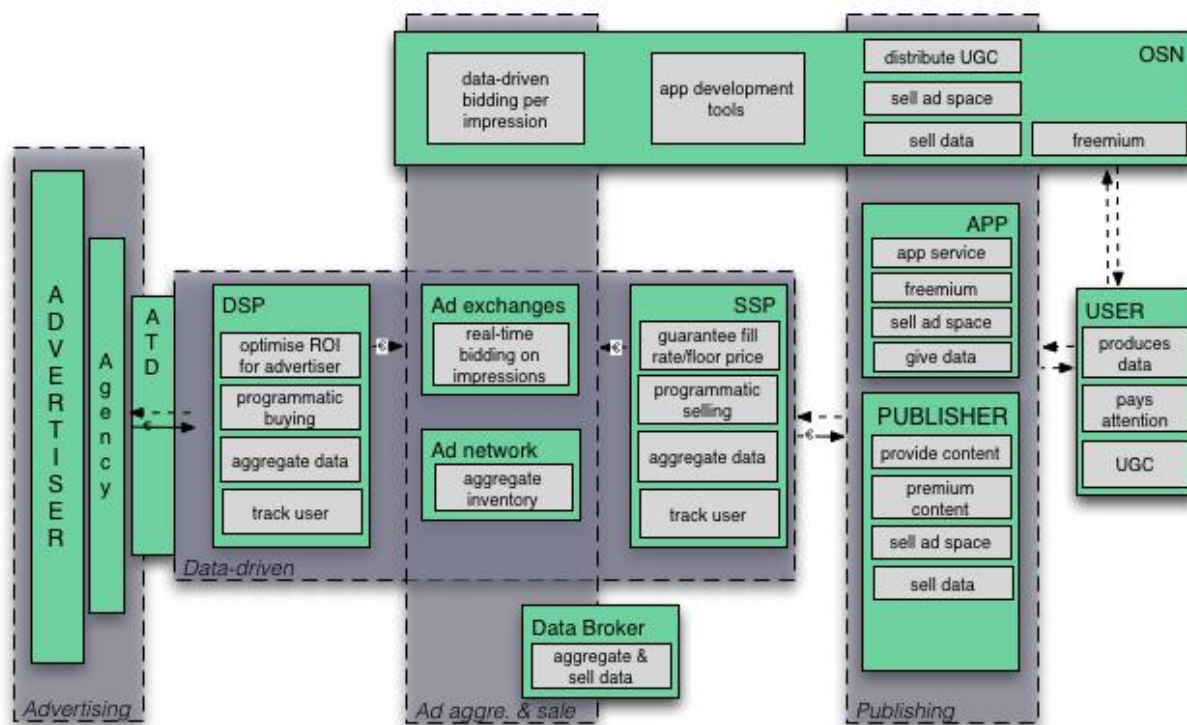 OSN
data-driven
bidding per
impression
app development
tools
distribute UGC
sell ad space
sell data
freemium
ADVERTISER
Agency
ATD
DSP
optimise ROI
for advertiser
programmatic
buying
aggregate data
track user
Data-driven
€
€
€
€
Ad exchanges
real-time
bidding on
impressions
Ad network
aggregate
inventory
SSP
guarantee fill
rate/floor price
programmatic
selling
aggregate data
track user
Data Broker
aggregate &
sell data
APP
app service
freemium
sell ad space
give data
PUBLISHER
provide content
premium
content
sell ad space
sell data
USER
produces
data
pays
attention
UGC
Advertising
Ad aggre. & sale
Publishing